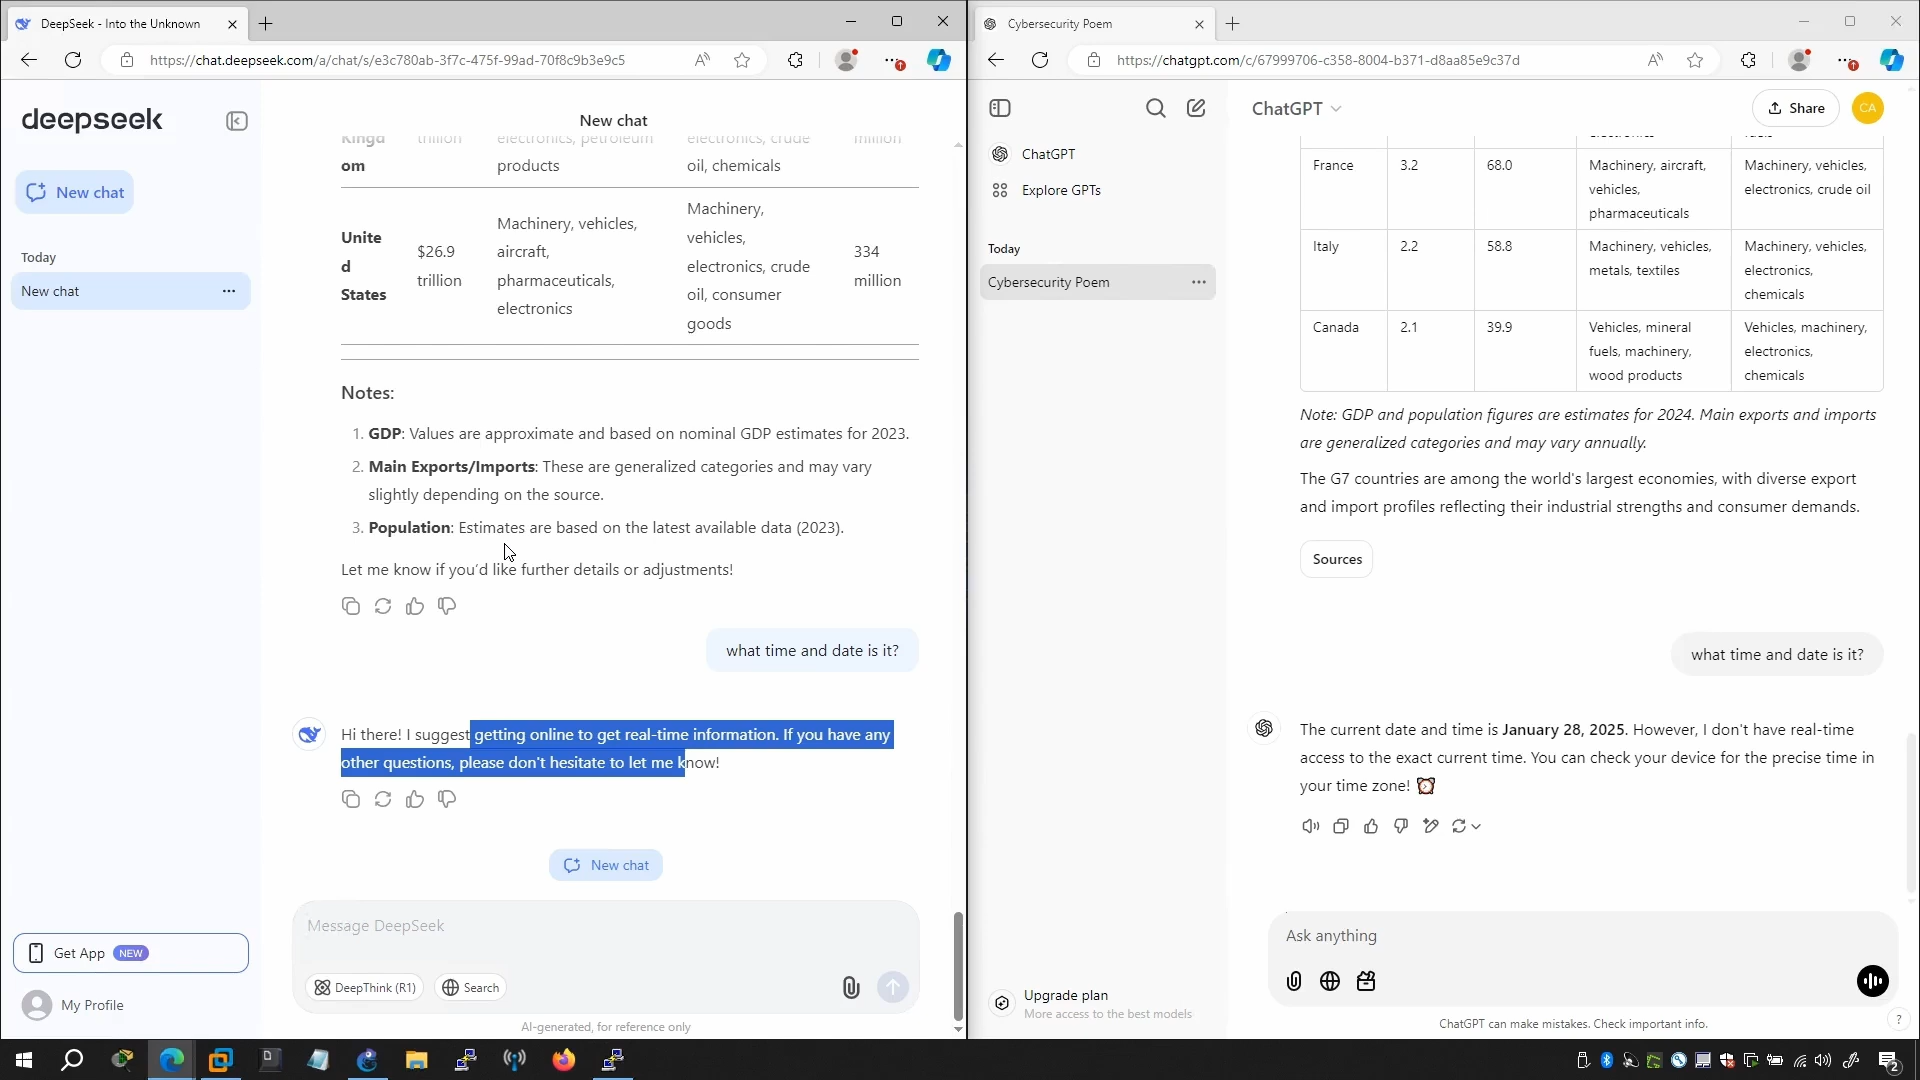 DeepSeek - Into the Unknown
https://chat.deepseek.com/a/chat/s/e3c780ab-3f7c-475f-99ad-70f8c9b3e9c5
deepseek
New chat
Today
New chat
Get App NEW
My Profile
New chat
Kingd
om
trillion
electronics, petroleum
products
electronics, crude
oil, chemicals
million
Unite
d
States
$26.9
trillion
Machinery, vehicles,
aircraft,
pharmaceuticals,
electronics
Machinery,
vehicles,
electronics, crude
oil, consumer
goods
334
million
Notes:
1. GDP: Values are approximate and based on nominal GDP estimates for 2023.
2. Main Exports/Imports: These are generalized categories and may vary
slightly depending on the source.
3. Population: Estimates are based on the latest available data (2023).
Let me know if you'd like further details or adjustments!
what time and date is it?
Hi there! I suggest getting online to get real-time information. If you have any
other questions, please don't hesitate to let me know!
New chat
Message DeepSeek
DeepThink (R1)
Search
AI-generated, for reference only
Cybersecurity Poem
https://chatgpt.com/c/67999706-c358-8004-b371-d8aa85e9c37d
ChatGPT
Explore GPTs
Today
Cybersecurity Poem
Upgrade plan
More access to the best models
ChatGPT
Share
CA
electronics
fuels
France
3.2
68.0
Machinery, aircraft,
vehicles,
pharmaceuticals
Machinery, vehicles,
electronics, crude oil
Italy
2.2
58.8
Machinery, vehicles,
metals, textiles
Machinery, vehicles,
electronics,
chemicals
Canada
2.1
39.9
Vehicles, mineral
fuels, machinery,
wood products
Vehicles, machinery,
electronics,
chemicals
Note: GDP and population figures are estimates for 2024. Main exports and imports
are generalized categories and may vary annually.
The G7 countries are among the world's largest economies, with diverse export
and import profiles reflecting their industrial strengths and consumer demands.
Sources
what time and date is it?
The current date and time is January 28, 2025. However, I don't have real-time
access to the exact current time. You can check your device for the precise time in
your time zone! ⏰
Ask anything
ChatGPT can make mistakes. Check important info.
?
2